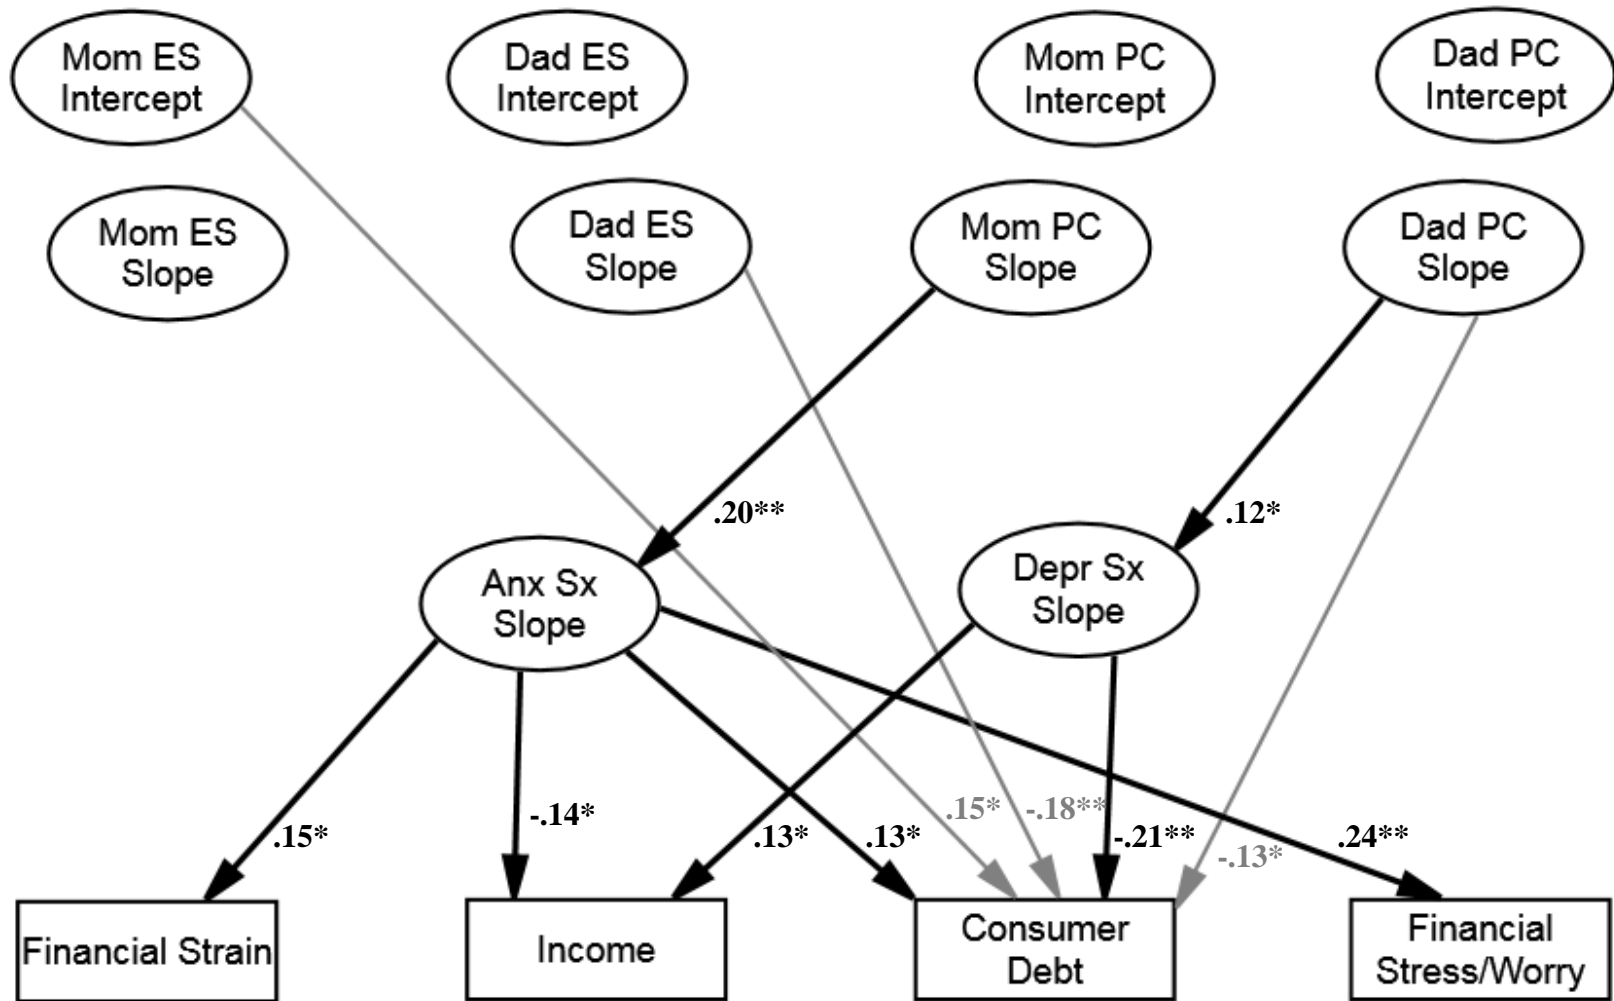 Mom ES
Intercept
Dad ES
Intercept
Mom PC
Intercept
Dad PC
Intercept
Mom ES
Slope
Dad ES
Slope
Mom PC
Slope
Dad PC
Slope
.20**
.12*
Anx Sx
Slope
Depr Sx
Slope
.15*
-.14*
.13*
.13*
.15*
-.18**
-.21**
-.13*
.24**
Financial Strain
Income
Consumer
Debt
Financial
Stress/Worry